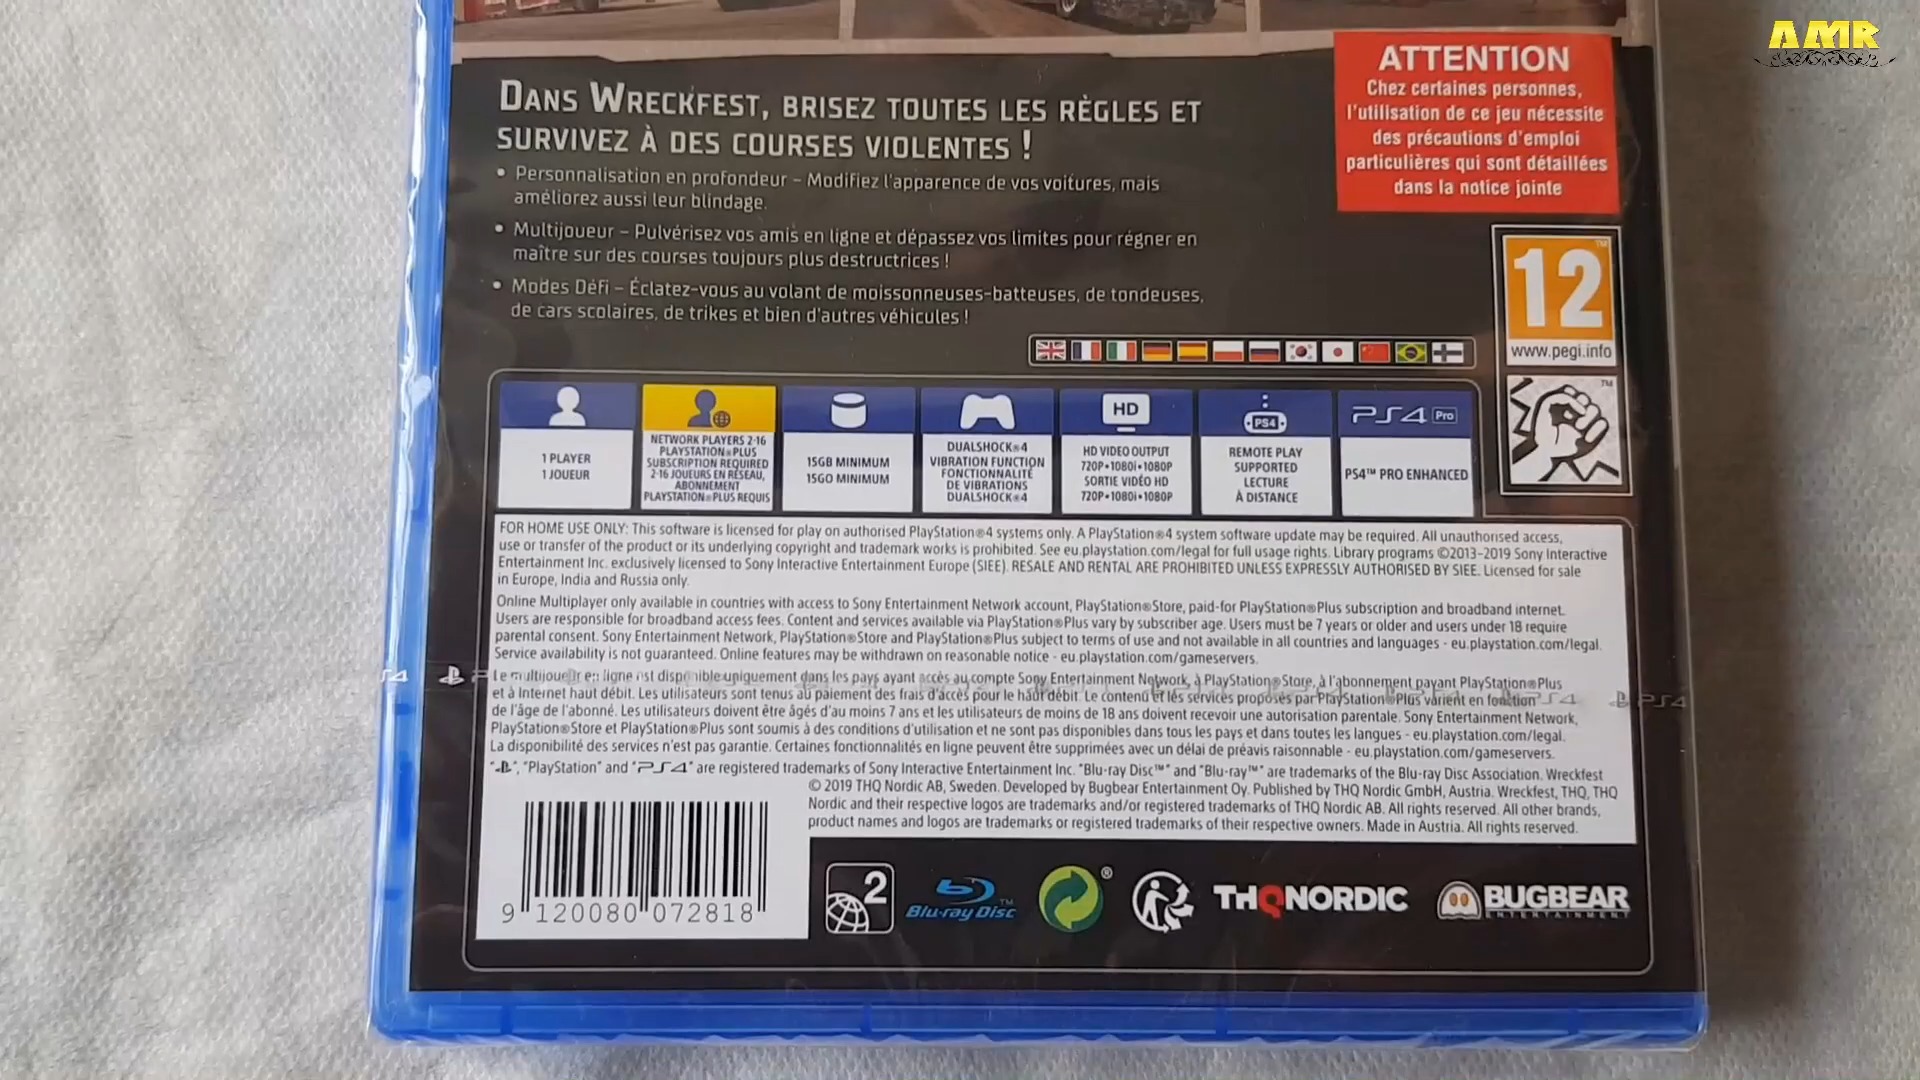 AMR
ATTENTION
Chez certaines personnes,
l'utilisation de ce jeu nécessite
des précautions d'emploi
particulières qui sont détaillées
dans la notice jointe
DANS WRECKFEST, BRISEZ TOUTES LES RÈGLES ET
SURVIVEZ À DES COURSES VIOLENTES !
• Personnalisation en profondeur – Modifiez l'apparence de vos voitures, mais
améliorez aussi leur blindage.
• Multijoueur – Pulvérisez vos amis en ligne et dépassez vos limites pour régner en
maître sur des courses toujours plus destructrices !
• Modes Défi – Éclatez-vous au volant de moissonneuses-batteuses, de tondeuses,
de cars scolaires, de trikes et bien d'autres véhicules !
12
www.pegi.info
1 PLAYER
1 JOUEUR
NETWORK PLAYERS 2-16
PLAYSTATION®PLUS
SUBSCRIPTION REQUIRED
2-16 JOUEURS EN RÉSEAU,
ABONNEMENT
PLAYSTATION®PLUS REQUIS
15GB MINIMUM
15GO MINIMUM
DUALSHOCK®4
VIBRATION FUNCTION
FONCTIONNALITÉ
DE VIBRATIONS
DUALSHOCK®4
HD
HD VIDEO OUTPUT
720P•1080i•1080P
SORTIE VIDÉO HD
720P•1080i•1080P
PS4
REMOTE PLAY
SUPPORTED
LECTURE
À DISTANCE
PS4 Pro
PS4™ PRO ENHANCED
FOR HOME USE ONLY: This software is licensed for play on authorised PlayStation®4 systems only. A PlayStation®4 system software update may be required. All unauthorised access,
use or transfer of the product or its underlying copyright and trademark works is prohibited. See eu.playstation.com/legal for full usage rights. Library programs ©2013-2019 Sony Interactive
Entertainment Inc. exclusively licensed to Sony Interactive Entertainment Europe (SIEE). RESALE AND RENTAL ARE PROHIBITED UNLESS EXPRESSLY AUTHORISED BY SIEE. Licensed for sale
in Europe, India and Russia only.
Online Multiplayer only available in countries with access to Sony Entertainment Network account, PlayStation®Store, paid-for PlayStation®Plus subscription and broadband internet.
Users are responsible for broadband access fees. Content and services available via PlayStation®Plus vary by subscriber age. Users must be 7 years or older and users under 18 require
parental consent. Sony Entertainment Network, PlayStation®Store and PlayStation®Plus subject to terms of use and not available in all countries and languages - eu.playstation.com/legal.
Service availability is not guaranteed. Online features may be withdrawn on reasonable notice - eu.playstation.com/gameservers.
Le multijoueur en ligne est disponible uniquement dans les pays ayant accès au compte Sony Entertainment Network, à PlayStation®Store, à l'abonnement payant PlayStation®Plus
et à Internet haut débit. Les utilisateurs sont tenus au paiement des frais d'accès pour le haut débit. Le contenu et les services proposés par PlayStation®Plus varient en fonction
de l'âge de l'abonné. Les utilisateurs doivent être âgés d'au moins 7 ans et les utilisateurs de moins de 18 ans doivent recevoir une autorisation parentale. Sony Entertainment Network,
PlayStation®Store et PlayStation®Plus sont soumis à des conditions d'utilisation et ne sont pas disponibles dans tous les pays et dans toutes les langues - eu.playstation.com/legal.
La disponibilité des services n'est pas garantie. Certaines fonctionnalités en ligne peuvent être supprimées avec un délai de préavis raisonnable - eu.playstation.com/gameservers.
"PlayStation" and "PS4" are registered trademarks of Sony Interactive Entertainment Inc. "Blu-ray Disc™" and "Blu-ray™" are trademarks of the Blu-ray Disc Association. Wreckfest
© 2019 THQ Nordic AB, Sweden. Developed by Bugbear Entertainment Oy. Published by THQ Nordic GmbH, Austria. Wreckfest, THQ, THQ
Nordic and their respective logos are trademarks and/or registered trademarks of THQ Nordic AB. All rights reserved. All other brands,
product names and logos are trademarks or registered trademarks of their respective owners. Made in Austria. All rights reserved.
9 120080 072818
2
Blu-ray Disc™
THQ NORDIC
BUGBEAR
ENTERTAINMENT